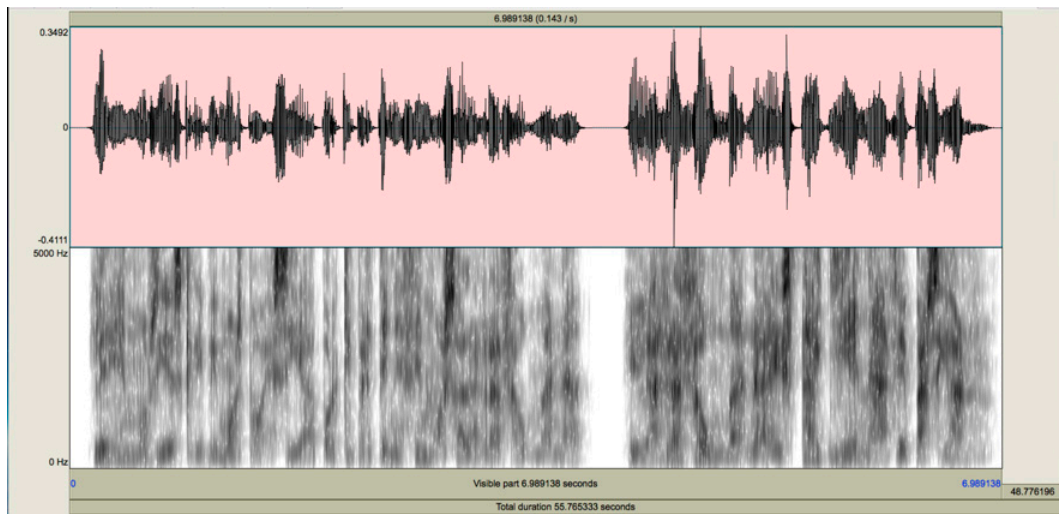 6.989138 (0.143 / s)
0.3492
0
-0.4111
5000 Hz
0 Hz
0 Visible part 6.989138 seconds 6.989138
48.776196
Total duration 55.765333 seconds